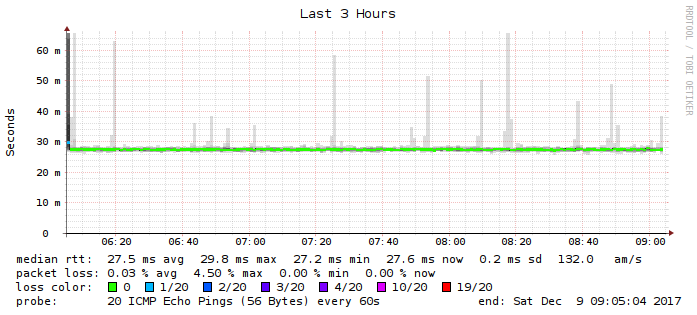 Last 3 Hours
RRDTOOL / TOBI OETIKER
Seconds
60 m
50 m
40 m
30 m
20 m
10 m
0
06:20 06:40 07:00 07:20 07:40 08:00 08:20 08:40 09:00
median rtt: 27.5 ms avg 29.8 ms max 27.2 ms min 27.6 ms now 0.2 ms sd 132.0 am/s
packet loss: 0.03 % avg 4.50 % max 0.00 % min 0.00 % now
loss color: 0 1/20 2/20 3/20 4/20 10/20 19/20
probe: 20 ICMP Echo Pings (56 Bytes) every 60s end: Sat Dec 9 09:05:04 2017